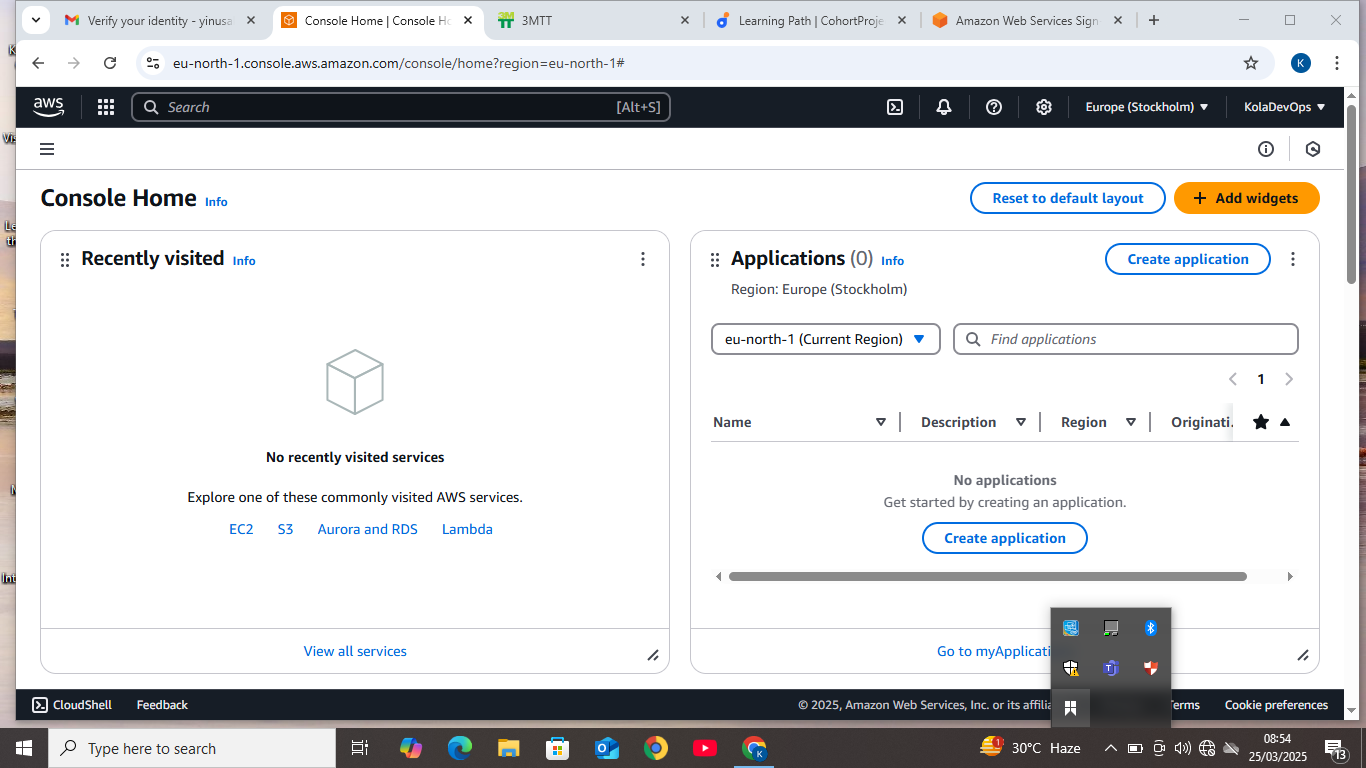 Verify your identity - yinusa
Console Home | Console Ho
3MTT
Learning Path | CohortProje
Amazon Web Services Sign
eu-north-1.console.aws.amazon.com/console/home?region=eu-north-1#
K
aws
Search
[Alt+S]
Europe (Stockholm)
KolaDevOps
Console Home Info
Reset to default layout
Add widgets
Recently visited Info
No recently visited services
Explore one of these commonly visited AWS services.
EC2 S3 Aurora and RDS Lambda
View all services
Applications (0) Info
Create application
Region: Europe (Stockholm)
eu-north-1 (Current Region)
Find applications
1
Name Description Region Originati
No applications
Get started by creating an application.
Create application
Go to myApplicati
CloudShell Feedback
© 2025, Amazon Web Services, Inc. or its affilia
Terms
Cookie preferences
Type here to search
30°C Haze
08:54
25/03/2025
13